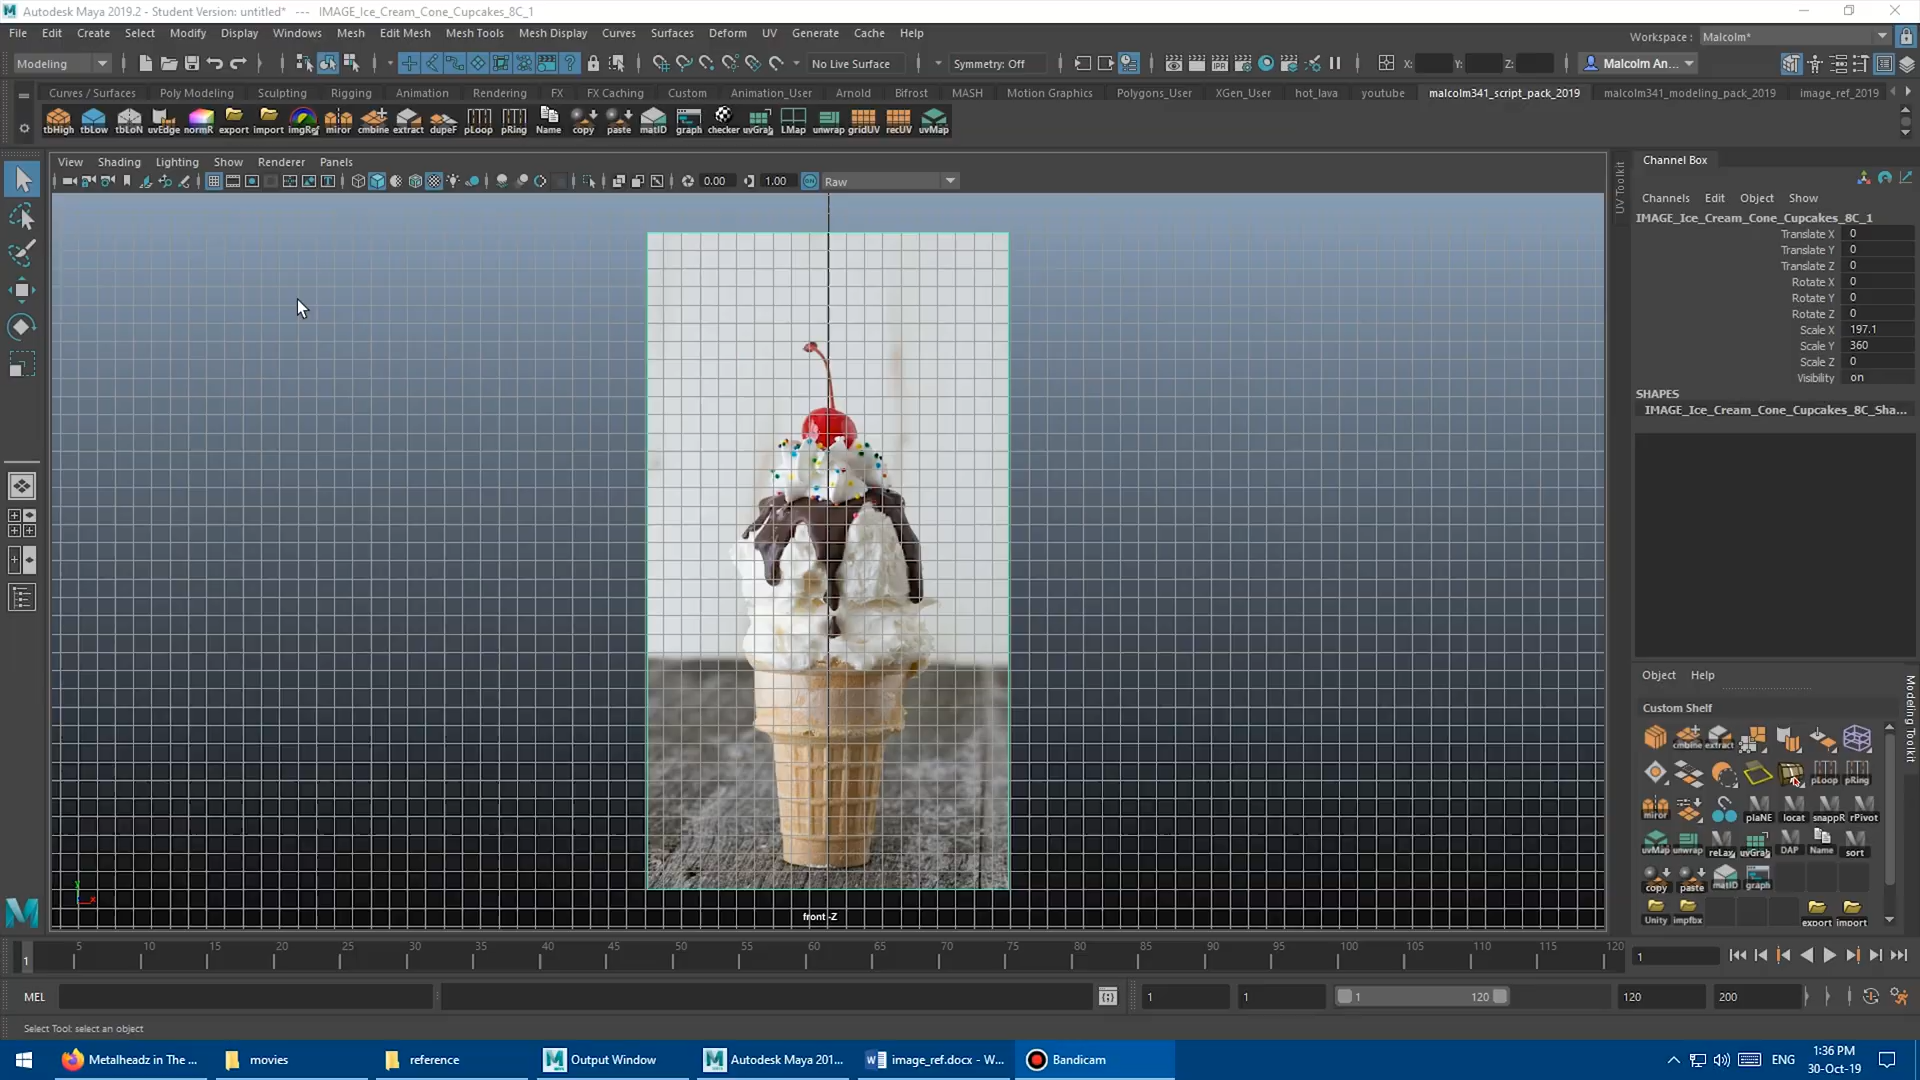 Autodesk Maya 2019.2 - Student Version: untitled*   ---   IMAGE_Ice_Cream_Cone_Cupcakes_8C_1
File Edit Create Select Modify Display Windows Mesh Edit Mesh Mesh Tools Mesh Display Curves Surfaces Deform UV Generate Cache Help
Workspace : Malcolm*
Modeling No Live Surface Symmetry: Off X: Y: Z: Malcolm An...
Curves / Surfaces Poly Modeling Sculpting Rigging Animation Rendering FX FX Caching Custom Animation_User Arnold Bifrost MASH Motion Graphics Polygons_User XGen_User hot_lava youtube malcolm341_script_pack_2019 malcolm341_modeling_pack_2019 image_ref_2019
tbHigh tbLow tbLoN uvEdge normR export import imgRef miror cmbine extract dupeF pLoop pRing Name copy paste matID graph checker uvGral LMap unwrap gridUV recUV uvMap
View Shading Lighting Show Renderer Panels
0.00 1.00 Raw
UV Toolkit
Channel Box
Channels Edit Object Show
IMAGE_Ice_Cream_Cone_Cupcakes_8C_1
Translate X 0
Translate Y 0
Translate Z 0
Rotate X 0
Rotate Y 0
Rotate Z 0
Scale X 197.1
Scale Y 360
Scale Z 0
Visibility on
SHAPES
IMAGE_Ice_Cream_Cone_Cupcakes_8C_Sha...
Object Help
Modeling Toolkit
Custom Shelf
cmbine extract
pLoop pRing
miror plaNE locat snappR rPivot
uvMap unwrap reLax uvGral DAP Name sort
copy paste matID graph
Unity impfbx export import
y x
front -Z
5 10 15 20 25 30 35 40 45 50 55 60 65 70 75 80 85 90 95 100 105 110 115 120
1 1
MEL 1 1 1 120 120 200
Select Tool: select an object
Metalheadz in The ... movies reference Output Window Autodesk Maya 201... image_ref.docx - W... Bandicam ENG 1:36 PM
30-Oct-19